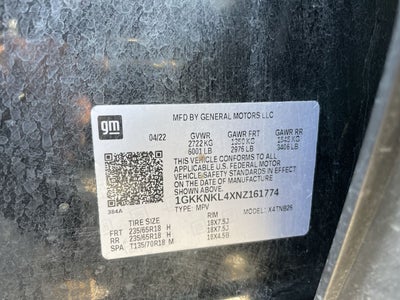 gm
MFD BY GENERAL MOTORS LLC
04/22 GVWR GAWR FRT GAWR RR
2722 KG 1350 KG 1545 KG
6001 LB 2976 LB 3406 LB
THIS VEHICLE CONFORMS TO ALL
APPLICABLE U.S. FEDERAL MOTOR
VEHICLE SAFETY STANDARDS IN EFFECT
ON THE DATE OF MANUFACTURE SHOWN ABOVE
1GKKNKL4XNZ161774
384A TYPE: MPV MODEL: X4TNB26
TIRE SIZE RIM
FRT 235/65R18 H 18X7.5J
RR 235/65R18 H 18X7.5J
SPA T135/70R18 M 18X4.5B